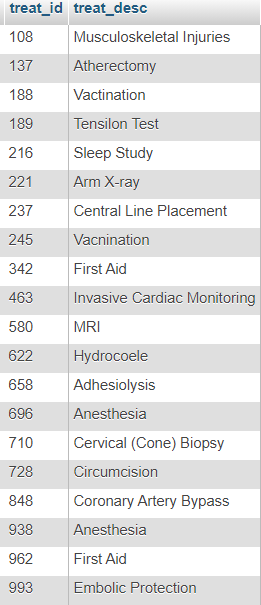 treat_id treat_desc
108 Musculoskeletal Injuries
137 Atherectomy
188 Vactination
189 Tensilon Test
216 Sleep Study
221 Arm X-ray
237 Central Line Placement
245 Vacnination
342 First Aid
463 Invasive Cardiac Monitoring
580 MRI
622 Hydrocoele
658 Adhesiolysis
696 Anesthesia
710 Cervical (Cone) Biopsy
728 Circumcision
848 Coronary Artery Bypass
938 Anesthesia
962 First Aid
993 Embolic Protection